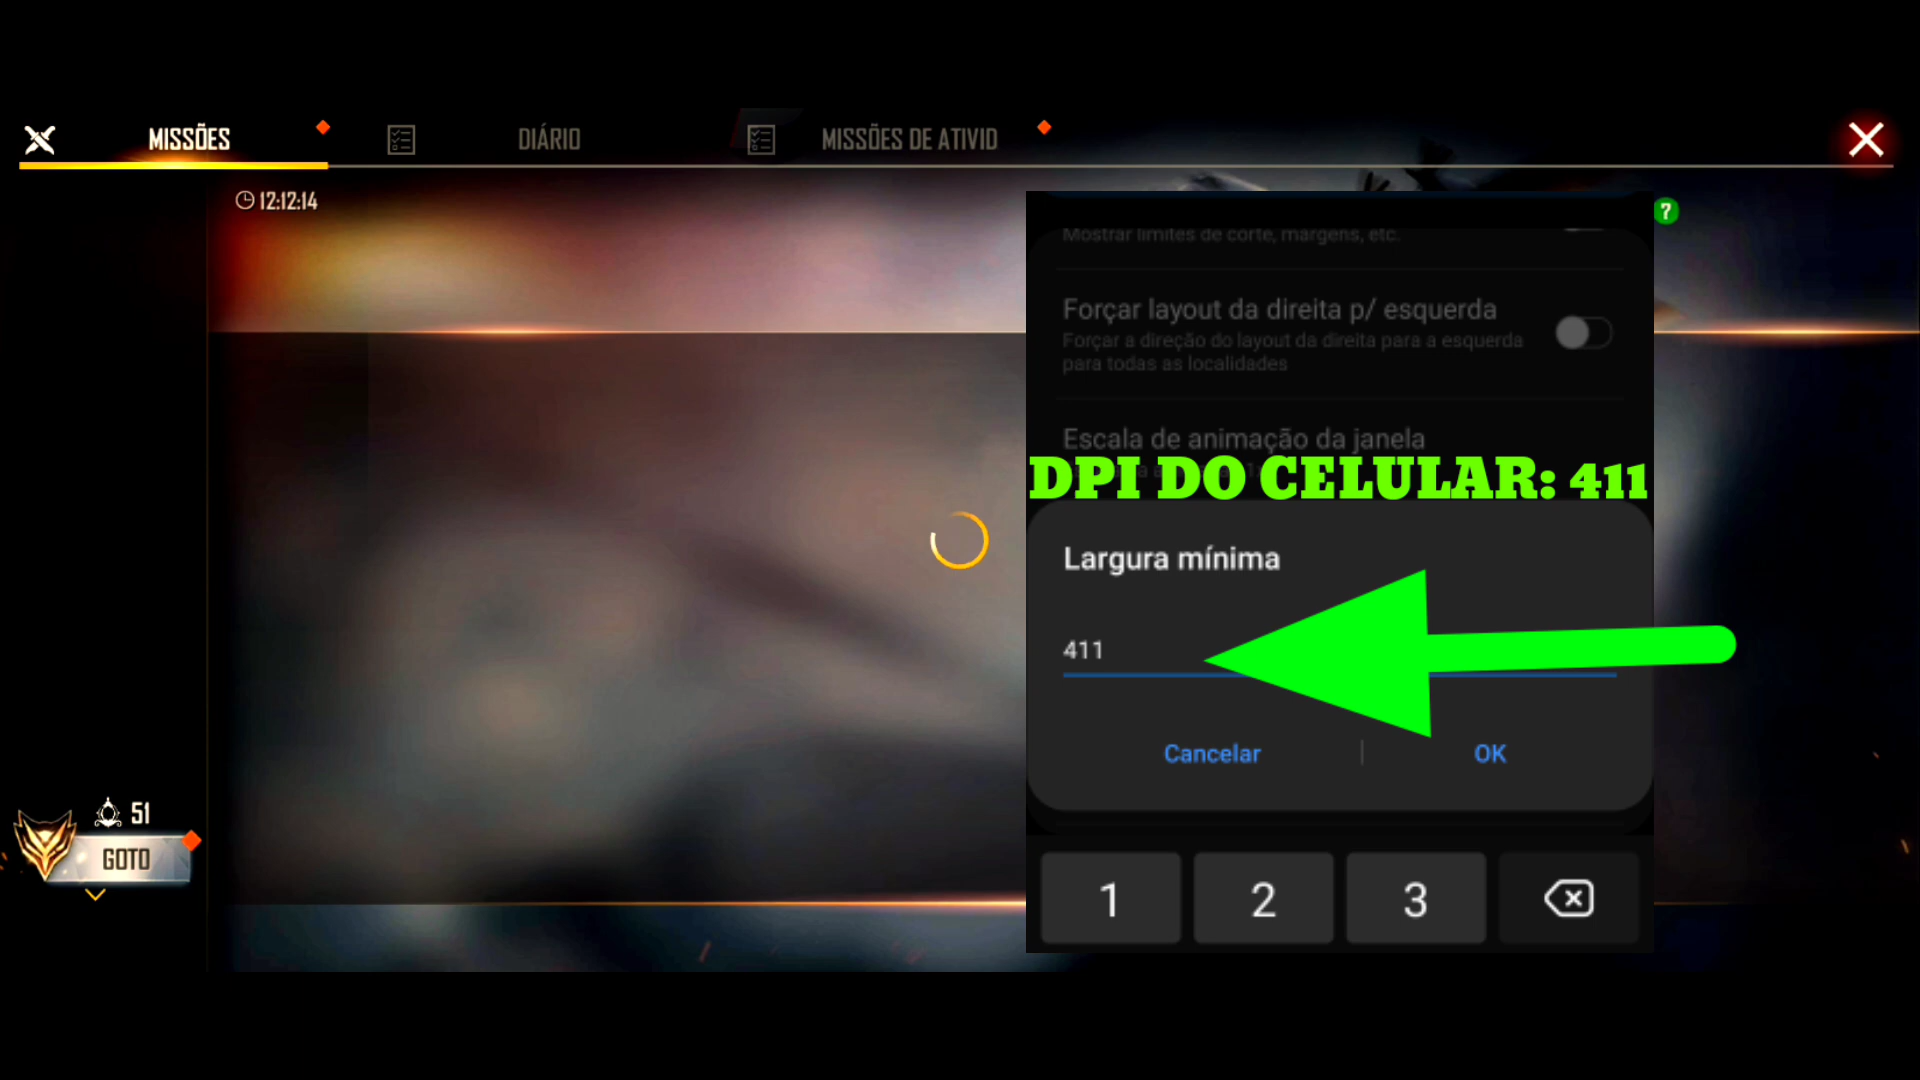 MISSÕES
DIÁRIO
MISSÕES DE ATIVID
12:12:14
?
Mostrar limites de corte, margens, etc.
Forçar layout da direita p/ esquerda
Forçar a direção do layout da direita para a esquerda
para todas as localidades
Escala de animação da janela
DPI DO CELULAR: 411
Largura mínima
411
Cancelar
OK
51
GOTO
1
2
3